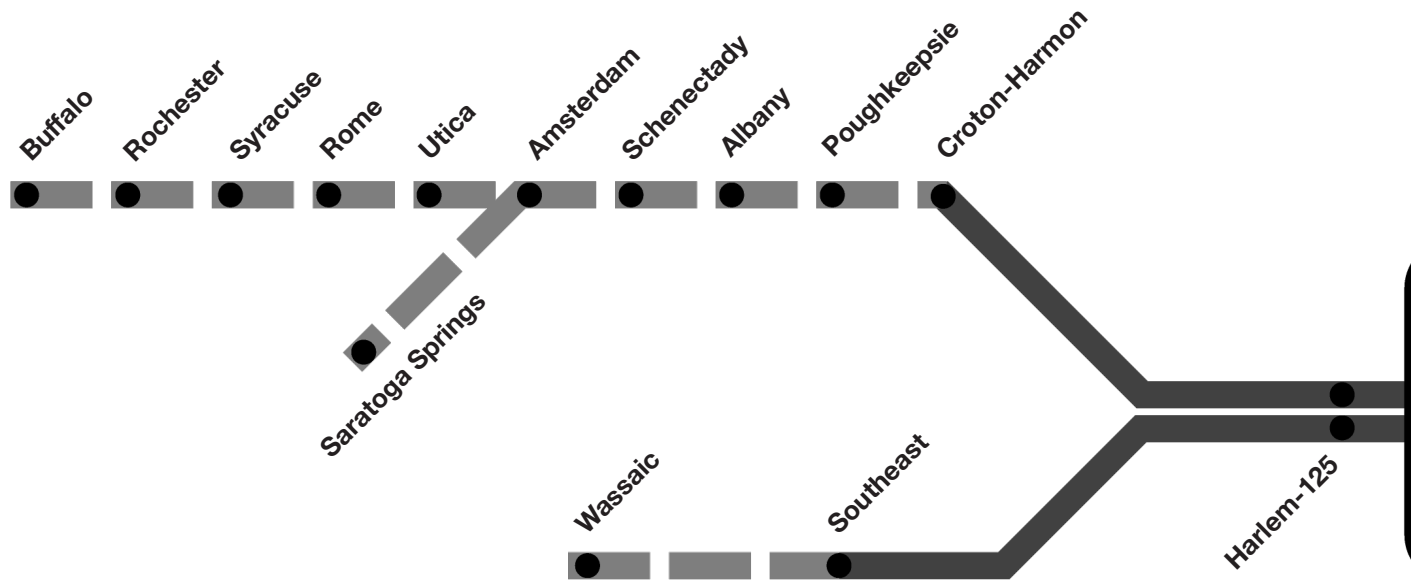 Buffalo
Rochester
Syracuse
Rome
Utica
Amsterdam
Schenectady
Albany
Poughkeepsie
Croton-Harmon
Saratoga Springs
Wassaic
Southeast
Harlem-125